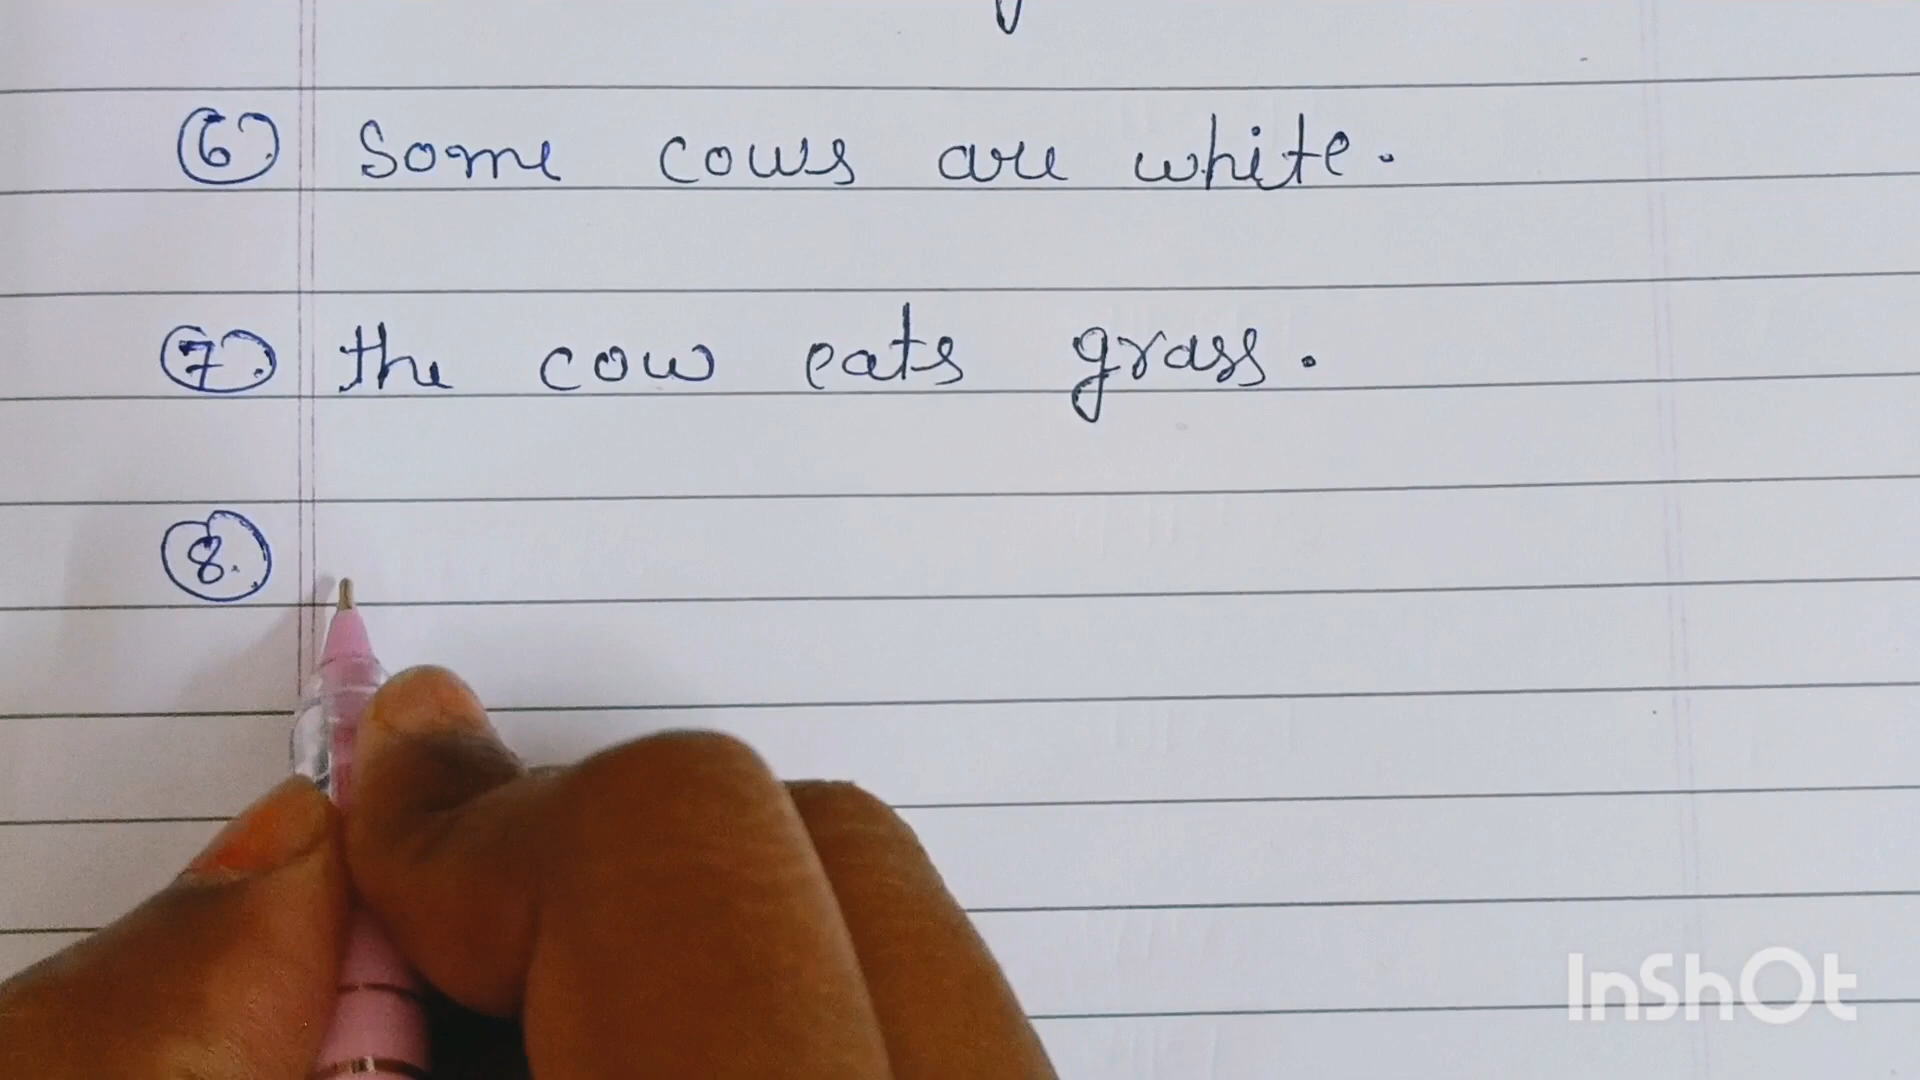 6. Some cows are white.
7. the cow eats grass.
8.
InShOt